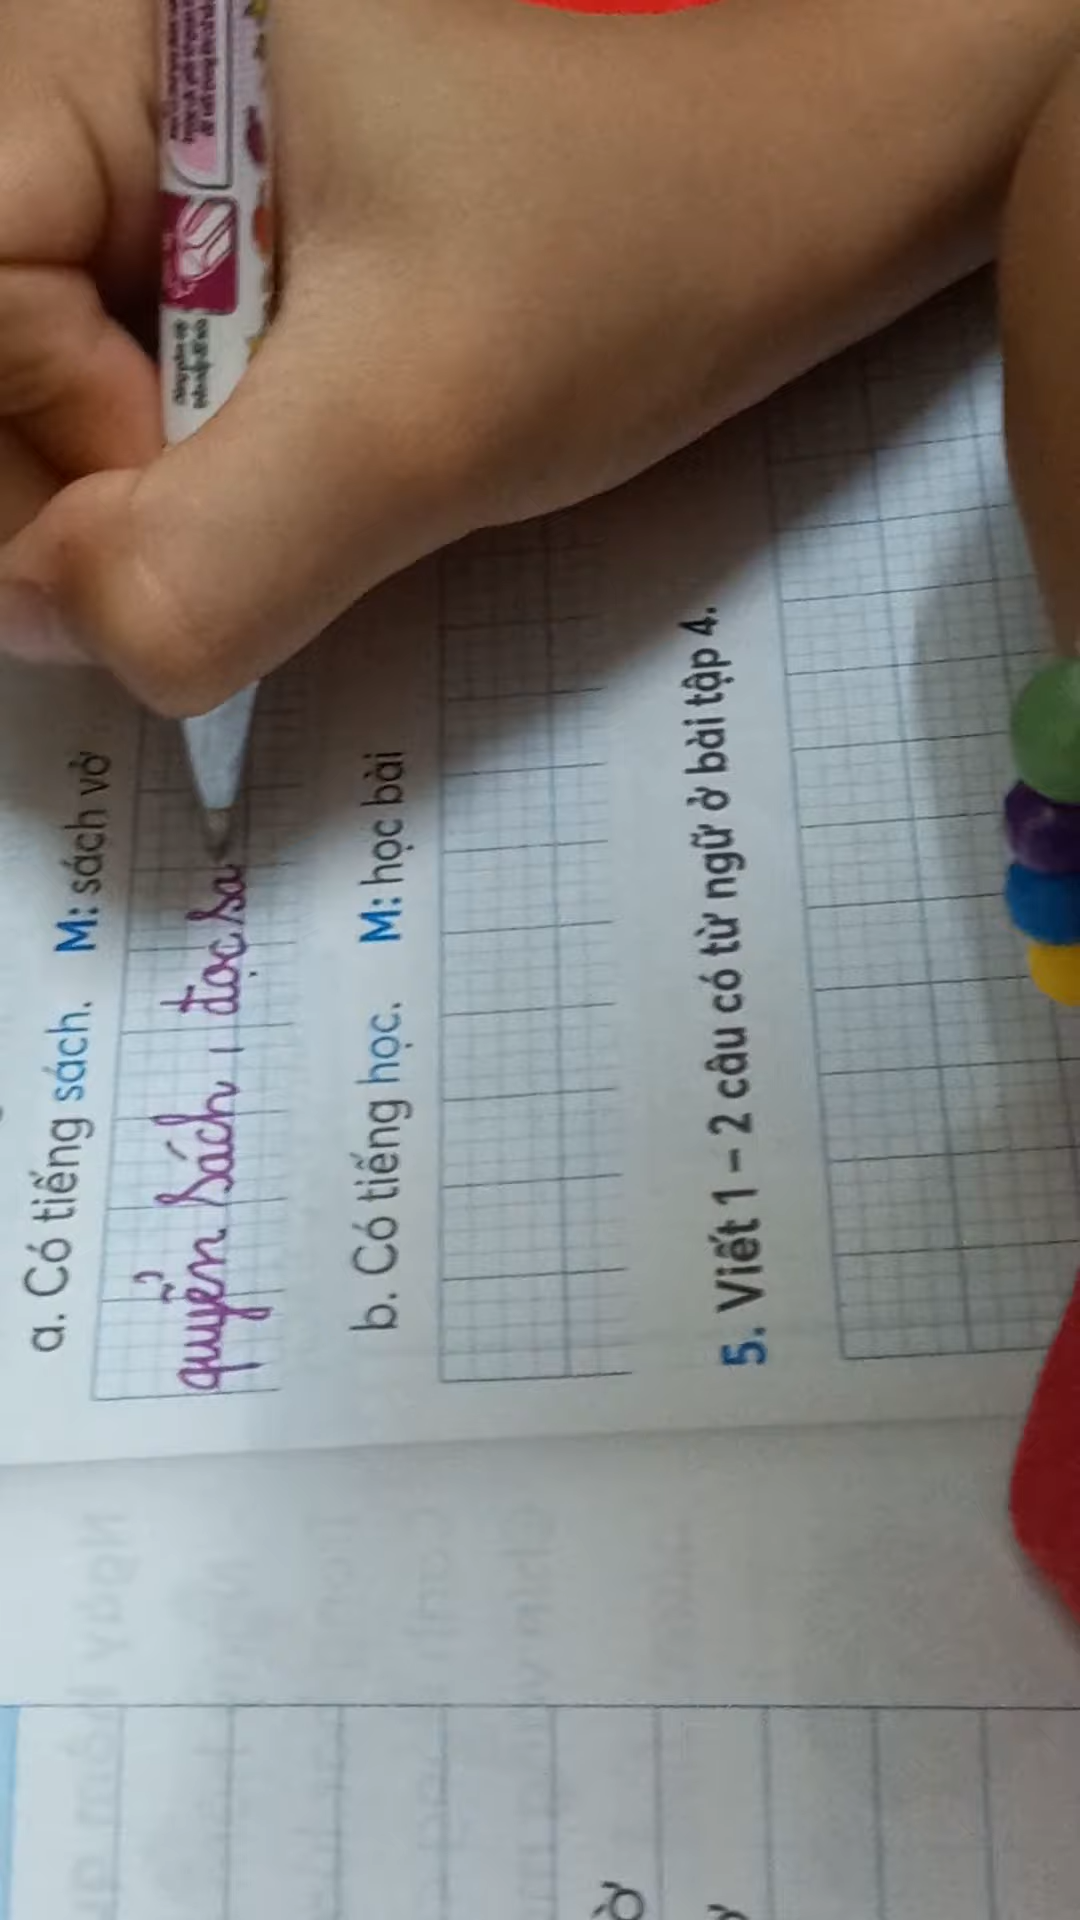 a. Có tiếng sách. M: sách vở
quyển sách, đọc sa
b. Có tiếng học. M: học bài
5. Viết 1 – 2 câu có từ ngữ ở bài tập 4.